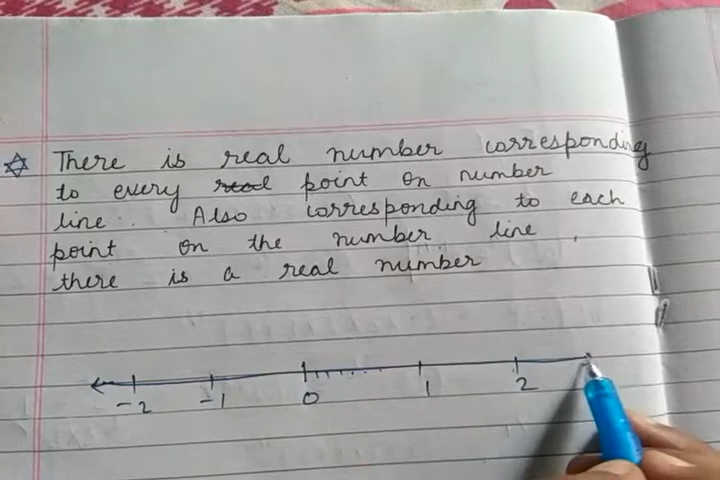 There is real number corresponding
to every real point on number
line. Also corresponding to each
point on the number line,
there is a real number
-2 -1 0 1 2